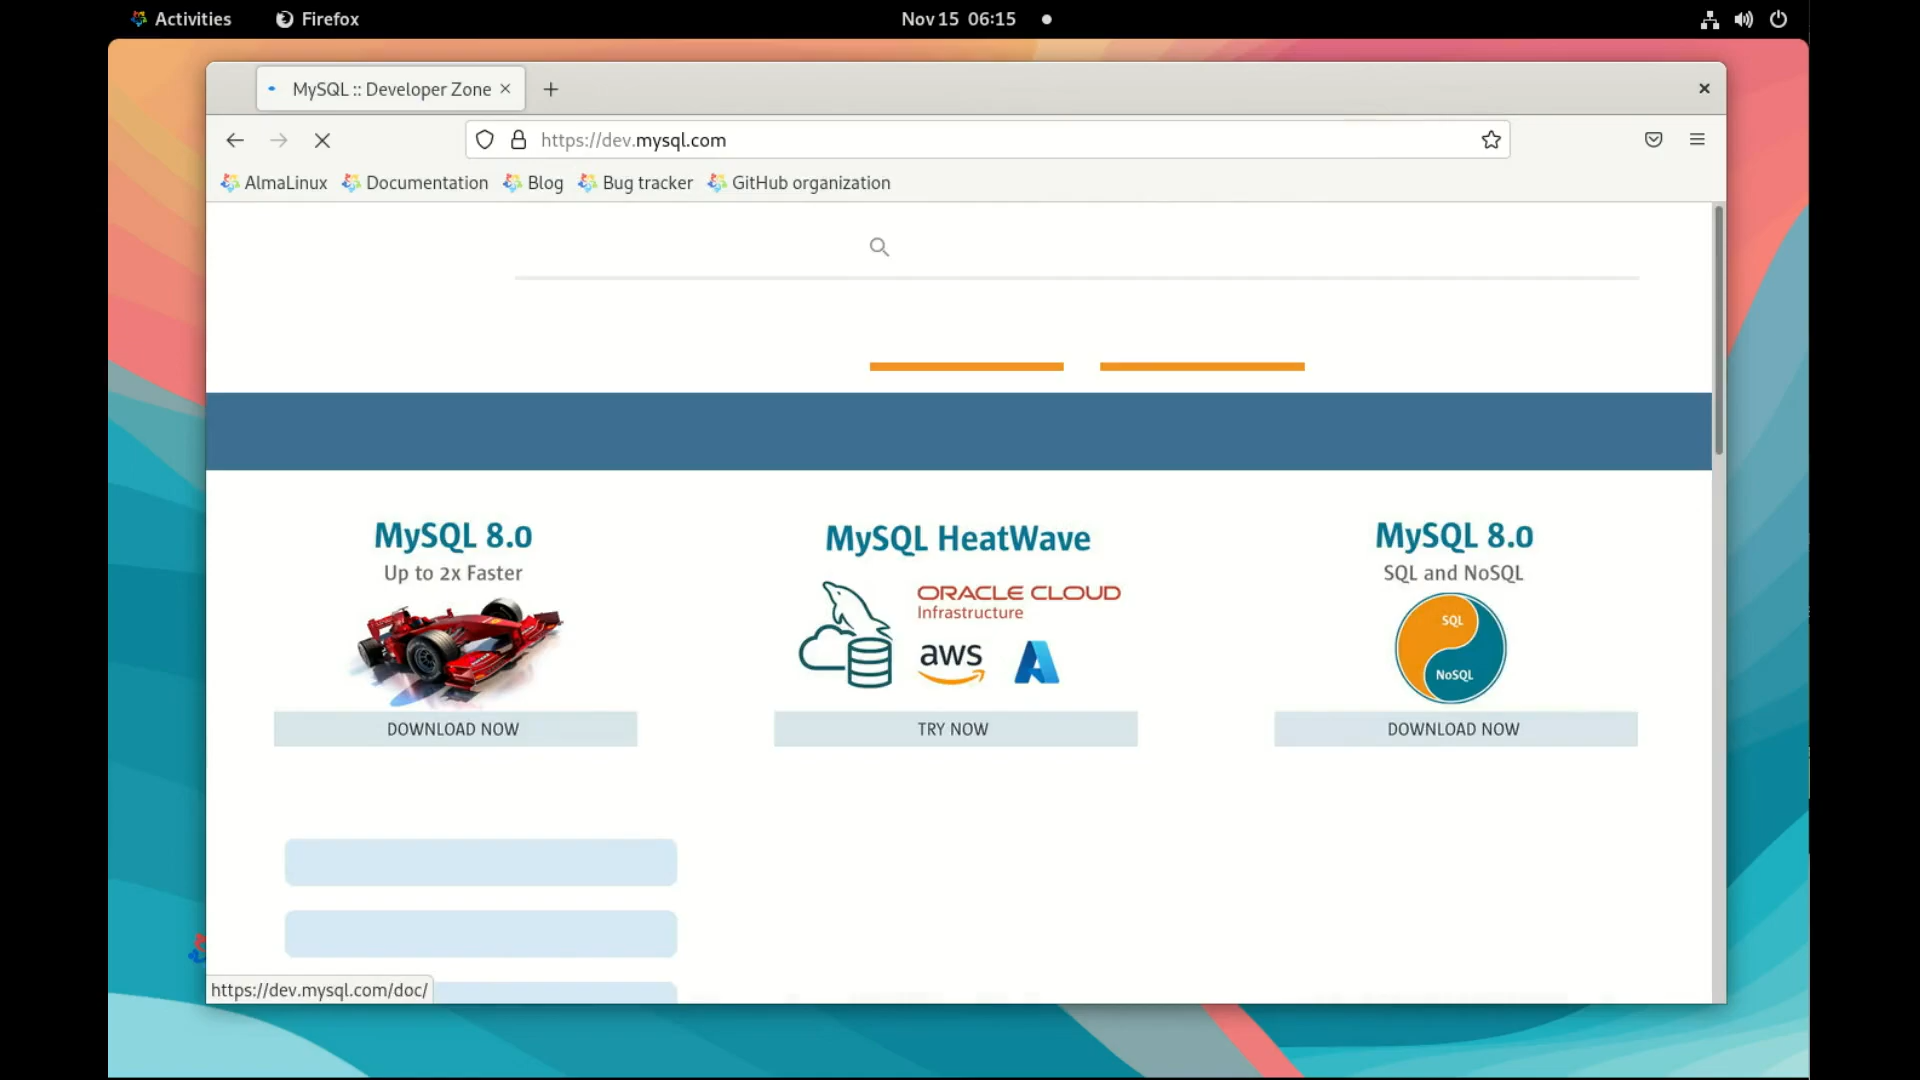 Activities
Firefox
Nov 15 06:15
MySQL :: Developer Zone
https://dev.mysql.com
AlmaLinux
Documentation
Blog
Bug tracker
GitHub organization
MySQL 8.0
Up to 2x Faster
DOWNLOAD NOW
MySQL HeatWave
ORACLE CLOUD
Infrastructure
aws
TRY NOW
MySQL 8.0
SQL and NoSQL
SQL
NoSQL
DOWNLOAD NOW
https://dev.mysql.com/doc/